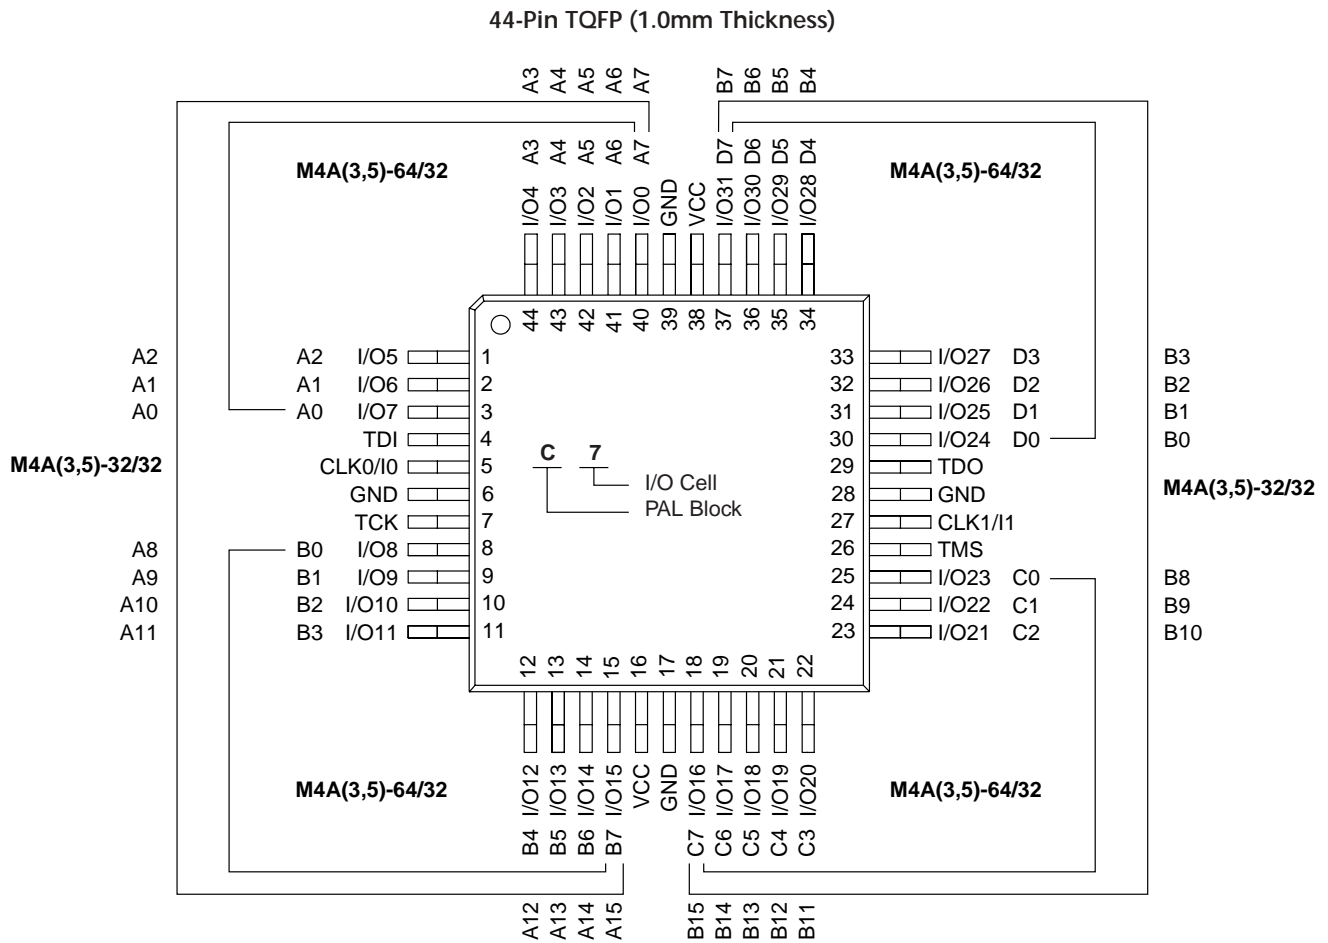 44-Pin TQFP (1.0mm Thickness)
A3 A4 A5 A6 A7 B7 B6 B5 B4
A3 A4 A5 A6 A7 D7 D6 D5 D4
M4A(3,5)-64/32 M4A(3,5)-64/32
I/O4 I/O3 I/O2 I/O1 I/O0 GND VCC I/O31 I/O30 I/O29 I/O28
44 43 42 41 40 39 38 37 36 35 34
A2 A2 I/O5 1 33 I/O27 D3 B3
A1 A1 I/O6 2 32 I/O26 D2 B2
A0 A0 I/O7 3 31 I/O25 D1 B1
TDI 4 30 I/O24 D0 B0
M4A(3,5)-32/32 CLK0/I0 5 C 7 29 TDO
I/O Cell
GND 6 28 GND M4A(3,5)-32/32
PAL Block
TCK 7 27 CLK1/I1
A8 B0 I/O8 8 26 TMS
A9 B1 I/O9 9 25 I/O23 C0 B8
A10 B2 I/O10 10 24 I/O22 C1 B9
A11 B3 I/O11 11 23 I/O21 C2 B10
12 13 14 15 16 17 18 19 20 21 22
I/O12 I/O13 I/O14 I/O15 VCC GND I/O16 I/O17 I/O18 I/O19 I/O20
M4A(3,5)-64/32 M4A(3,5)-64/32
B4 B5 B6 B7 C7 C6 C5 C4 C3
A12 A13 A14 A15 B15 B14 B13 B12 B11